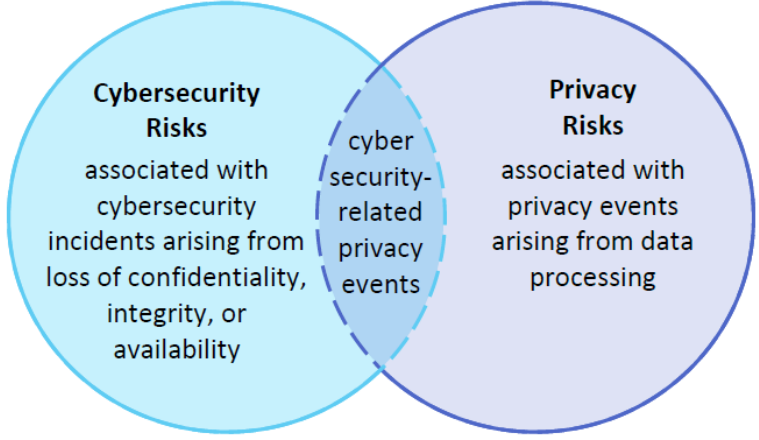 Cybersecurity
Risks
associated with
cybersecurity
incidents arising from
loss of confidentiality,
integrity, or
availability
cyber
security-
related
privacy
events
Privacy
Risks
associated with
privacy events
arising from data
processing